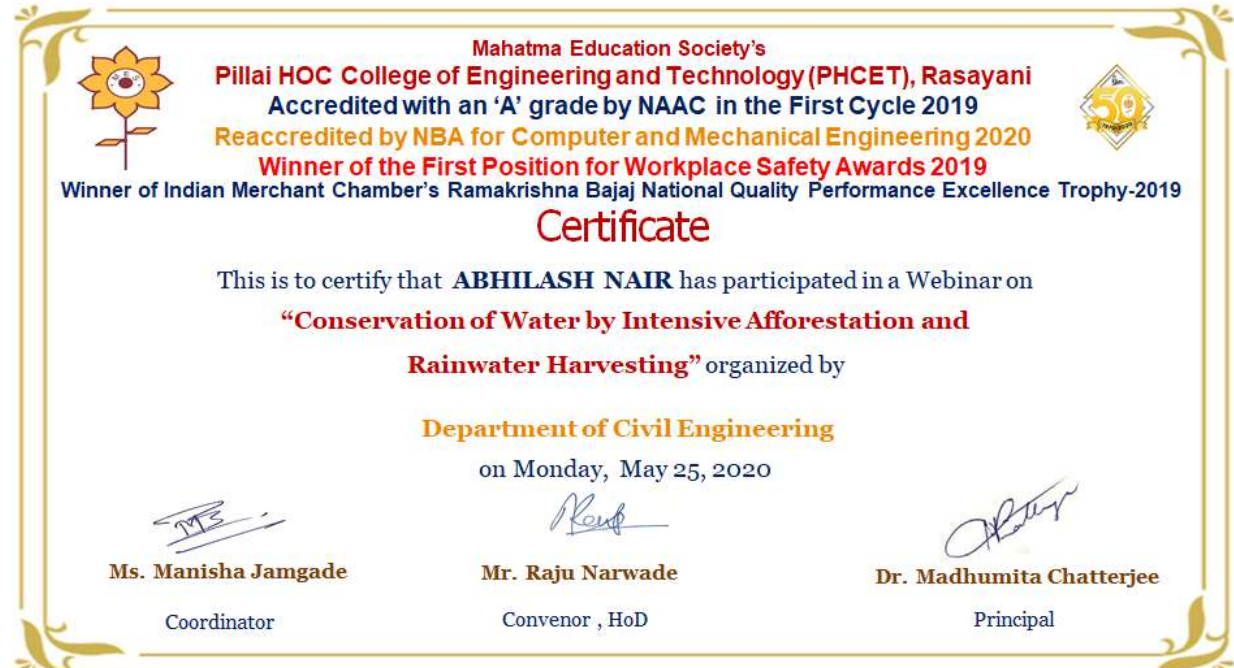 Mahatma Education Society's
Pillai HOC College of Engineering and Technology (PHCET), Rasayani
Accredited with an ‘A’ grade by NAAC in the First Cycle 2019
Reaccredited by NBA for Computer and Mechanical Engineering 2020
Winner of the First Position for Workplace Safety Awards 2019
Winner of Indian Merchant Chamber's Ramakrishna Bajaj National Quality Performance Excellence Trophy-2019
M E S
50
Certificate
This is to certify that ABHILASH NAIR has participated in a Webinar on
“Conservation of Water by Intensive Afforestation and
Rainwater Harvesting” organized by
Department of Civil Engineering
on Monday, May 25, 2020
Ms. Manisha Jamgade
Mr. Raju Narwade
Dr. Madhumita Chatterjee
Coordinator
Convenor , HoD
Principal